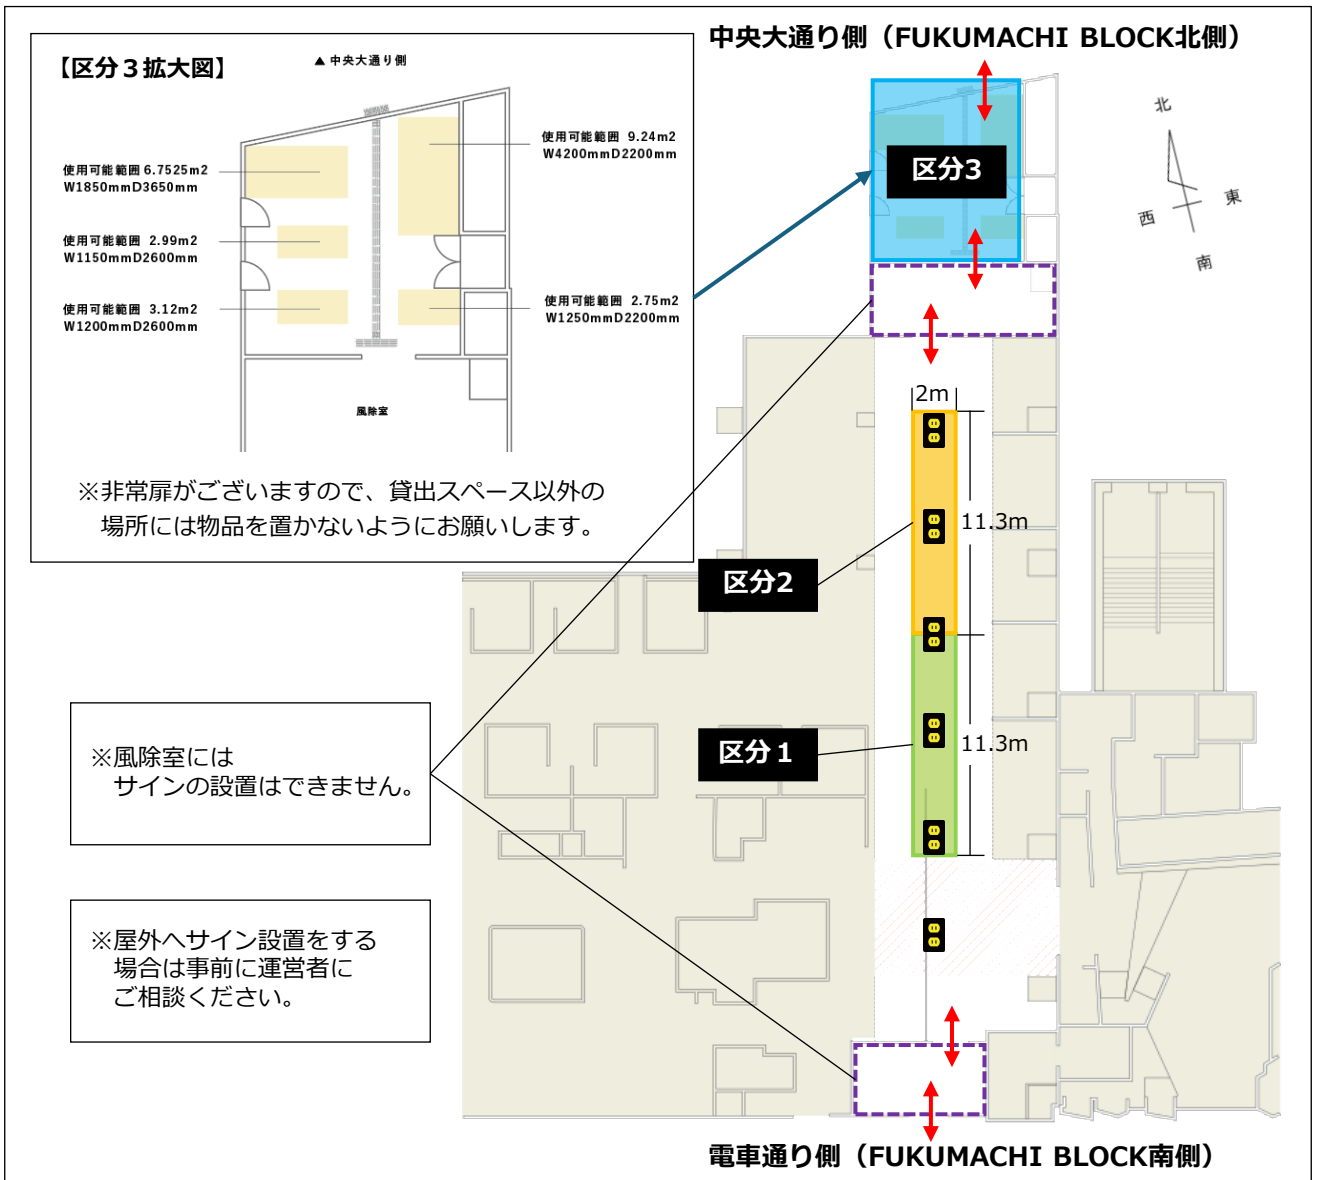 中央大通り側（FUKUMACHI BLOCK北側）
【区分３拡大図】
▲ 中央大通り側
使用可能範囲 6.7525m2
W1850mmD3650mm
使用可能範囲 9.24m2
W4200mmD2200mm
使用可能範囲 2.99m2
W1150mmD2600mm
使用可能範囲 3.12m2
W1200mmD2600mm
使用可能範囲 2.75m2
W1250mmD2200mm
風除室
※非常扉がございますので、貸出スペース以外の
場所には物品を置かないようにお願いします。
区分3
北
東
西
南
2m
11.3m
区分2
11.3m
区分１
※風除室には
サインの設置はできません。
※屋外へサイン設置をする
場合は事前に運営者に
ご相談ください。
電車通り側（FUKUMACHI BLOCK南側）